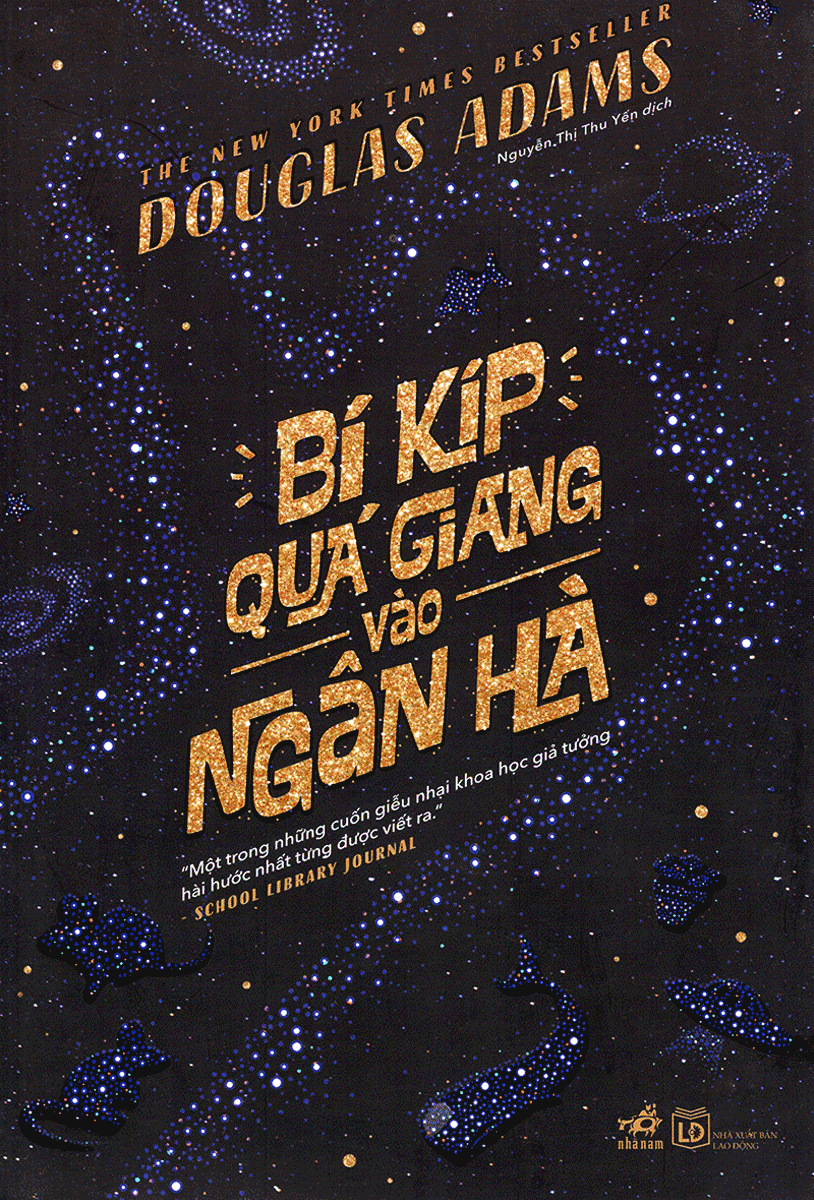 THE NEW YORK TIMES BESTSELLER
DOUGLAS ADAMS
Nguyễn Thị Thu Yến dịch
BÍ KÍP
QUÁ GIANG
VÀO
NGÂN HÀ
“Một trong những cuốn giễu nhại khoa học giả tưởng
hài hước nhất từng được viết ra.”
- SCHOOL LIBRARY JOURNAL
nhã nam
LĐ
NHÀ XUẤT BẢN
LAO ĐỘNG